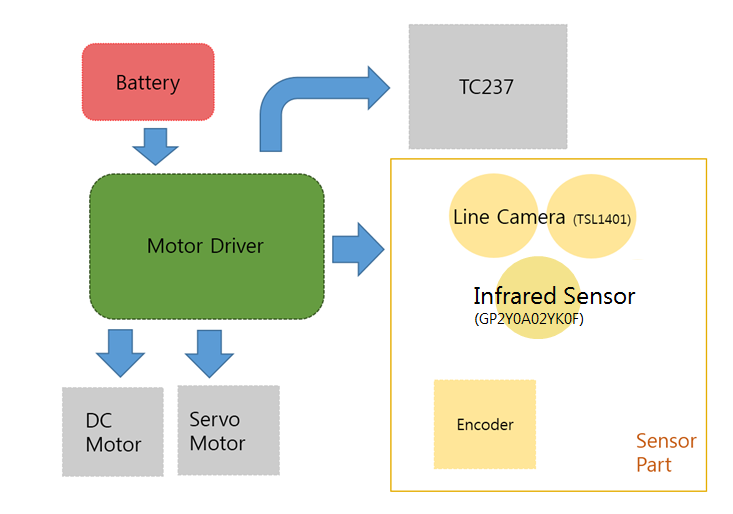 Battery
TC237
Motor Driver
Line Camera (TSL1401)
Infrared Sensor
(GP2Y0A02YK0F)
DC
Motor
Servo
Motor
Encoder
Sensor
Part